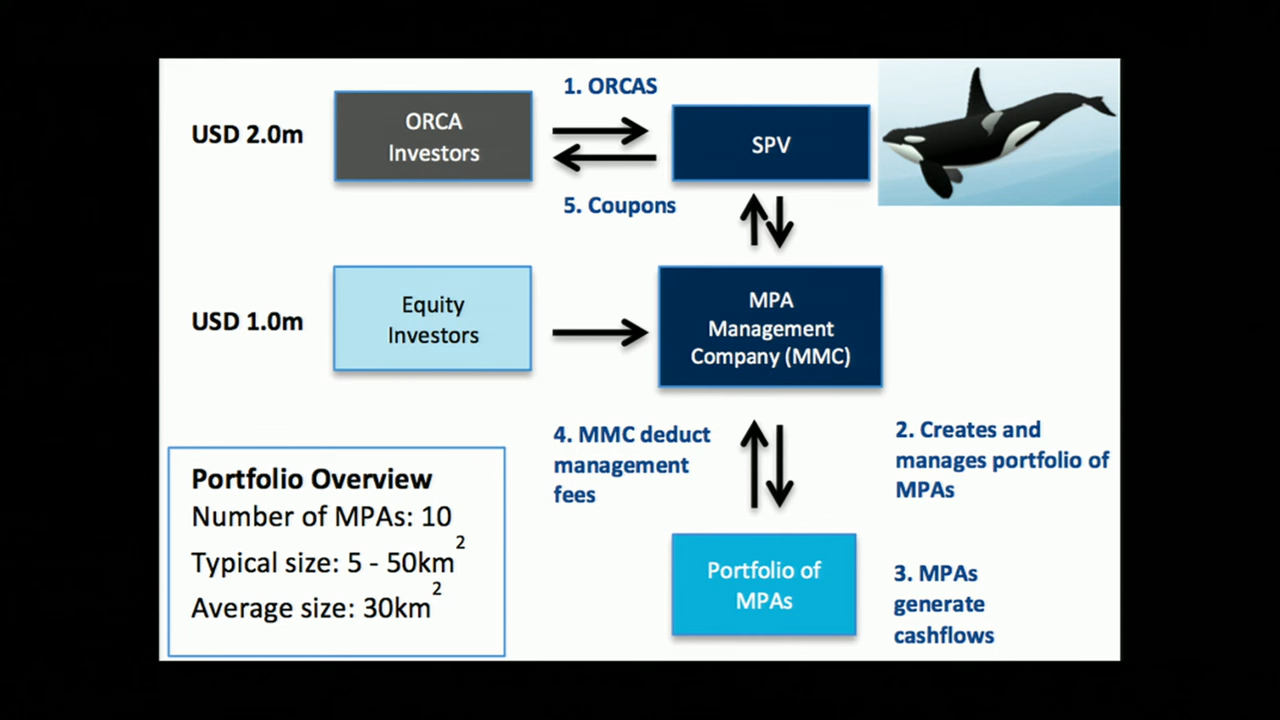 1. ORCAS
USD 2.0m
ORCA
Investors
SPV
5. Coupons
USD 1.0m
Equity
Investors
MPA
Management
Company (MMC)
4. MMC deduct
management
fees
2. Creates and
manages portfolio of
MPAs
Portfolio Overview
Number of MPAs: 10
Typical size: 5 - 50km²
Average size: 30km²
Portfolio of
MPAs
3. MPAs
generate
cashflows